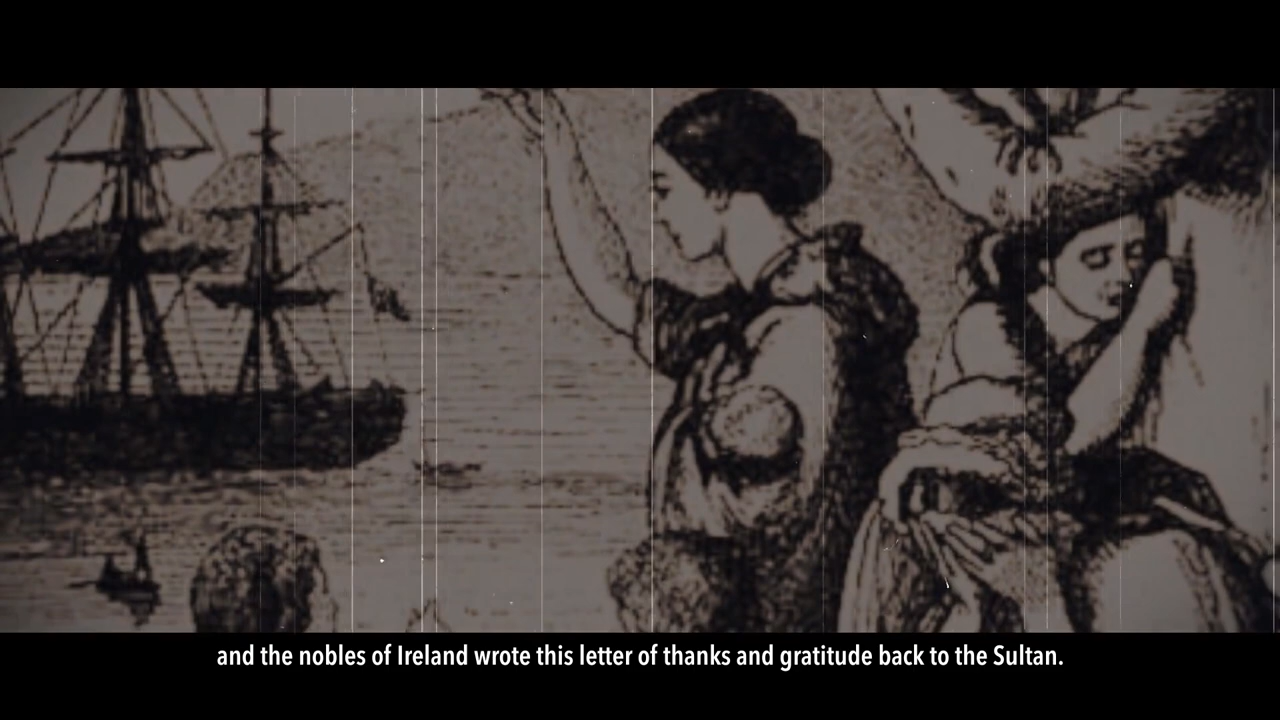 and the nobles of Ireland wrote this letter of thanks and gratitude back to the Sultan.